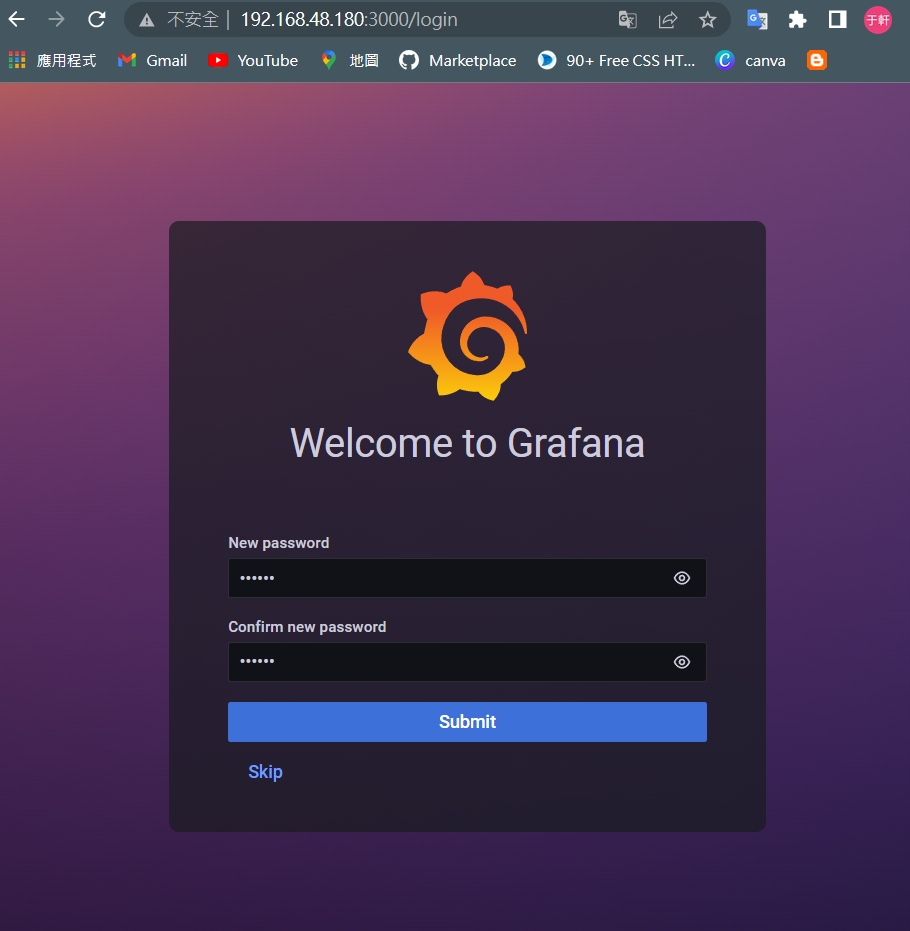 不安全 | 192.168.48.180:3000/login
于軒
應用程式 Gmail YouTube 地圖 Marketplace 90+ Free CSS HT... canva
Welcome to Grafana
New password
••••••
Confirm new password
••••••
Submit
Skip